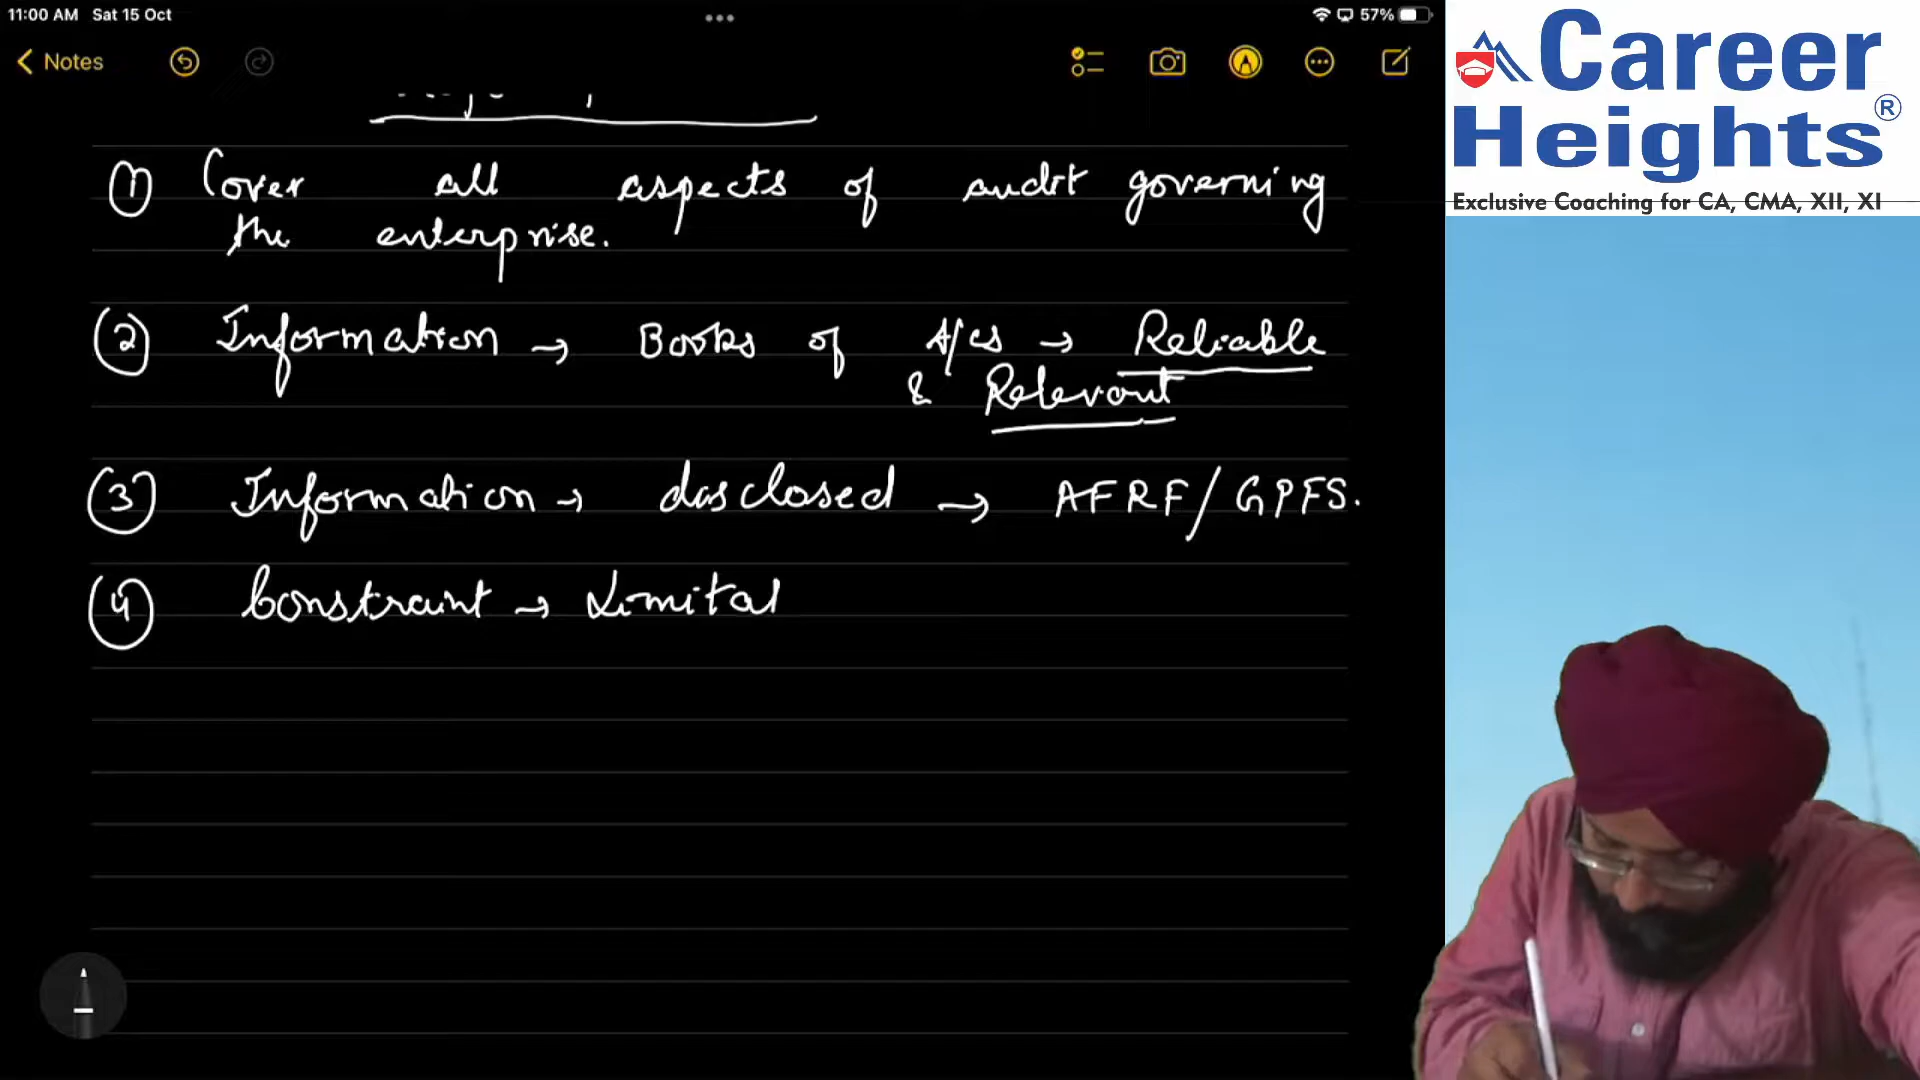 11:00 AM Sat 15 Oct
57%
Notes
Career
Heights®
Exclusive Coaching for CA, CMA, XII, XI
① Cover all aspects of audit governing
the enterprise.
② Information → Books of A/cs → Reliable
& Relevant
③ Information → disclosed → AFRF/GPFS.
④ Constraint → Limitat